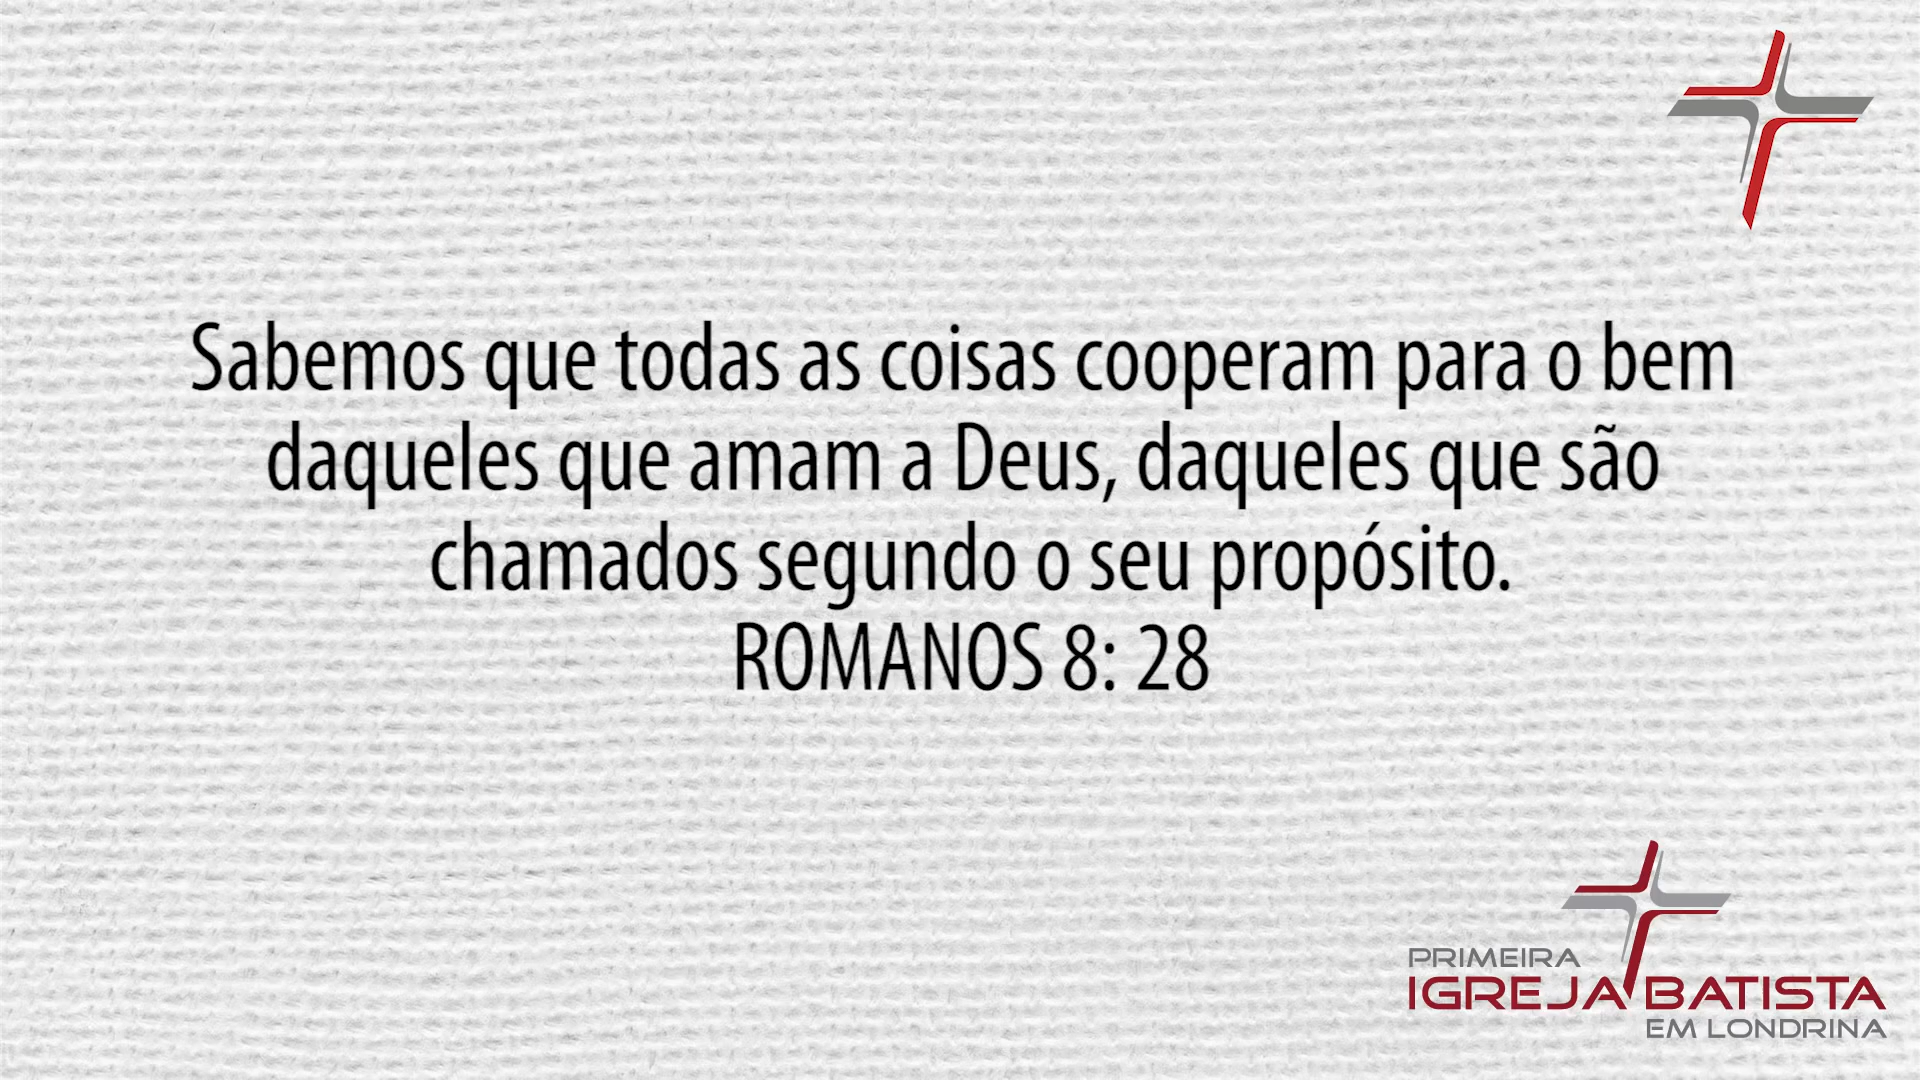 Sabemos que todas as coisas cooperam para o bem
daqueles que amam a Deus, daqueles que são
chamados segundo o seu propósito.
ROMANOS 8: 28
PRIMEIRA
IGREJA BATISTA
EM LONDRINA